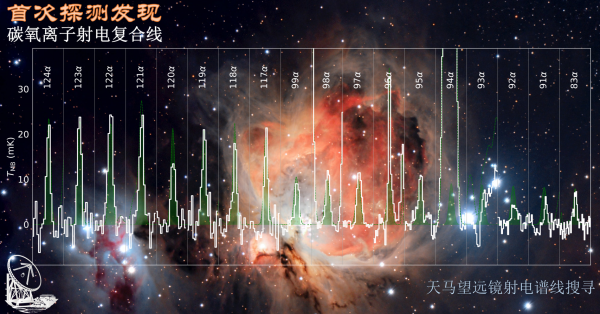 首次探测发现
碳氧离子射电复合线
124α 123α 122α 121α 120α 119α 118α 117α 99α 98α 97α 96α 95α 94α 93α 92α 91α 83α
30
20
10
0
T_MB (mK)
天马望远镜射电谱线搜寻